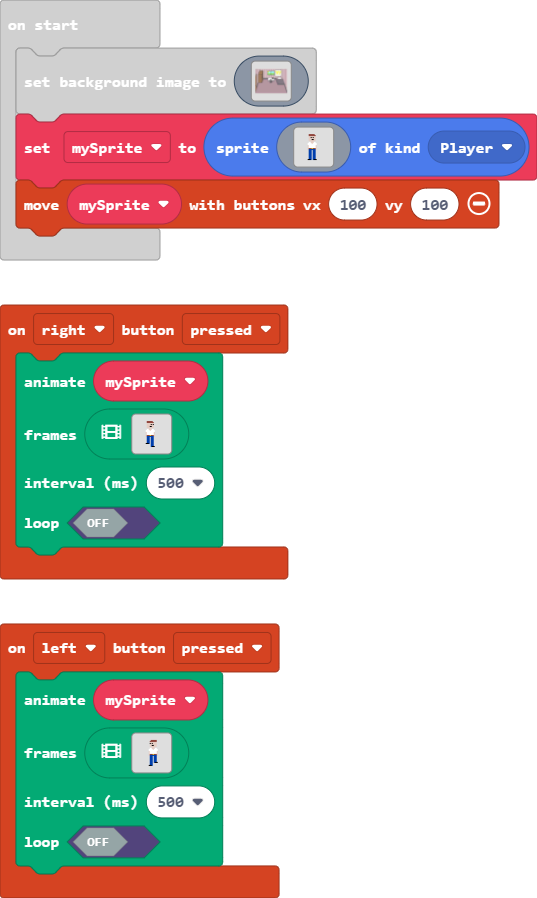 on start
set background image to
set mySprite to sprite of kind Player
move mySprite with buttons vx 100 vy 100
on right button pressed
animate mySprite
frames
interval (ms) 500
loop OFF
on left button pressed
animate mySprite
frames
interval (ms) 500
loop OFF